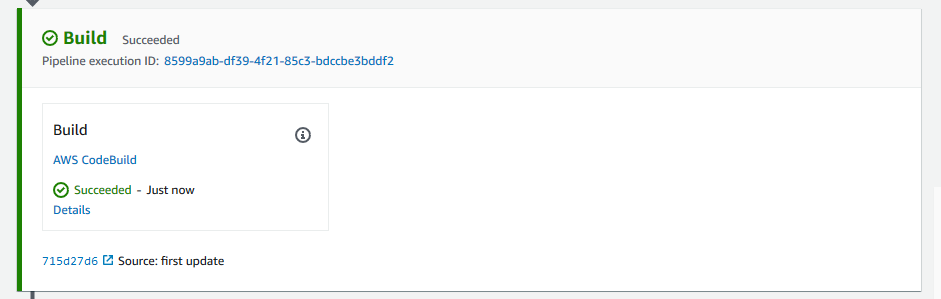 Build Succeeded
Pipeline execution ID: 8599a9ab-df39-4f21-85c3-bdccbe3bddf2
Build
AWS CodeBuild
Succeeded - Just now
Details
715d27d6 Source: first update